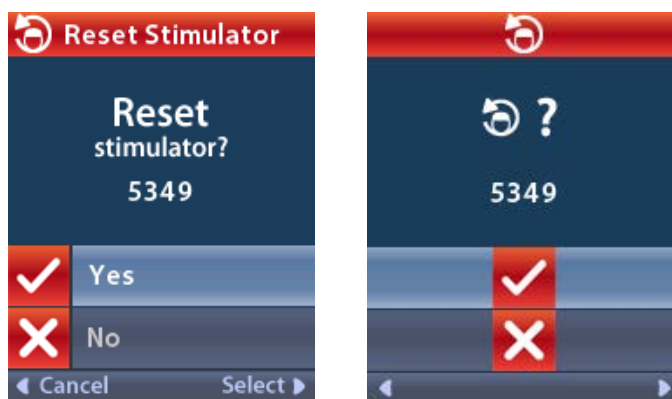 Reset Stimulator
Reset
stimulator?
5349
Yes
No
Cancel
Select
?
5349